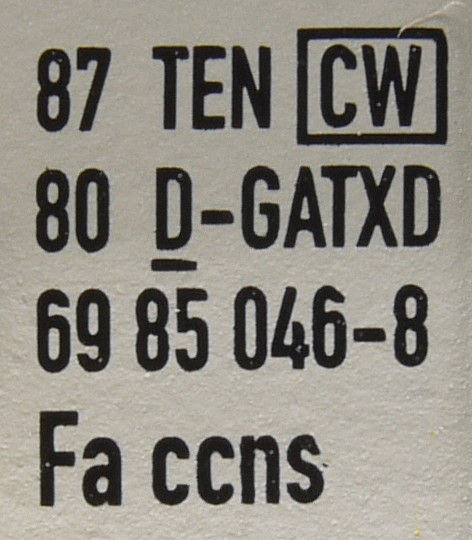 87 TEN CW
80 D-GATXD
69 85 046-8
Fa ccns